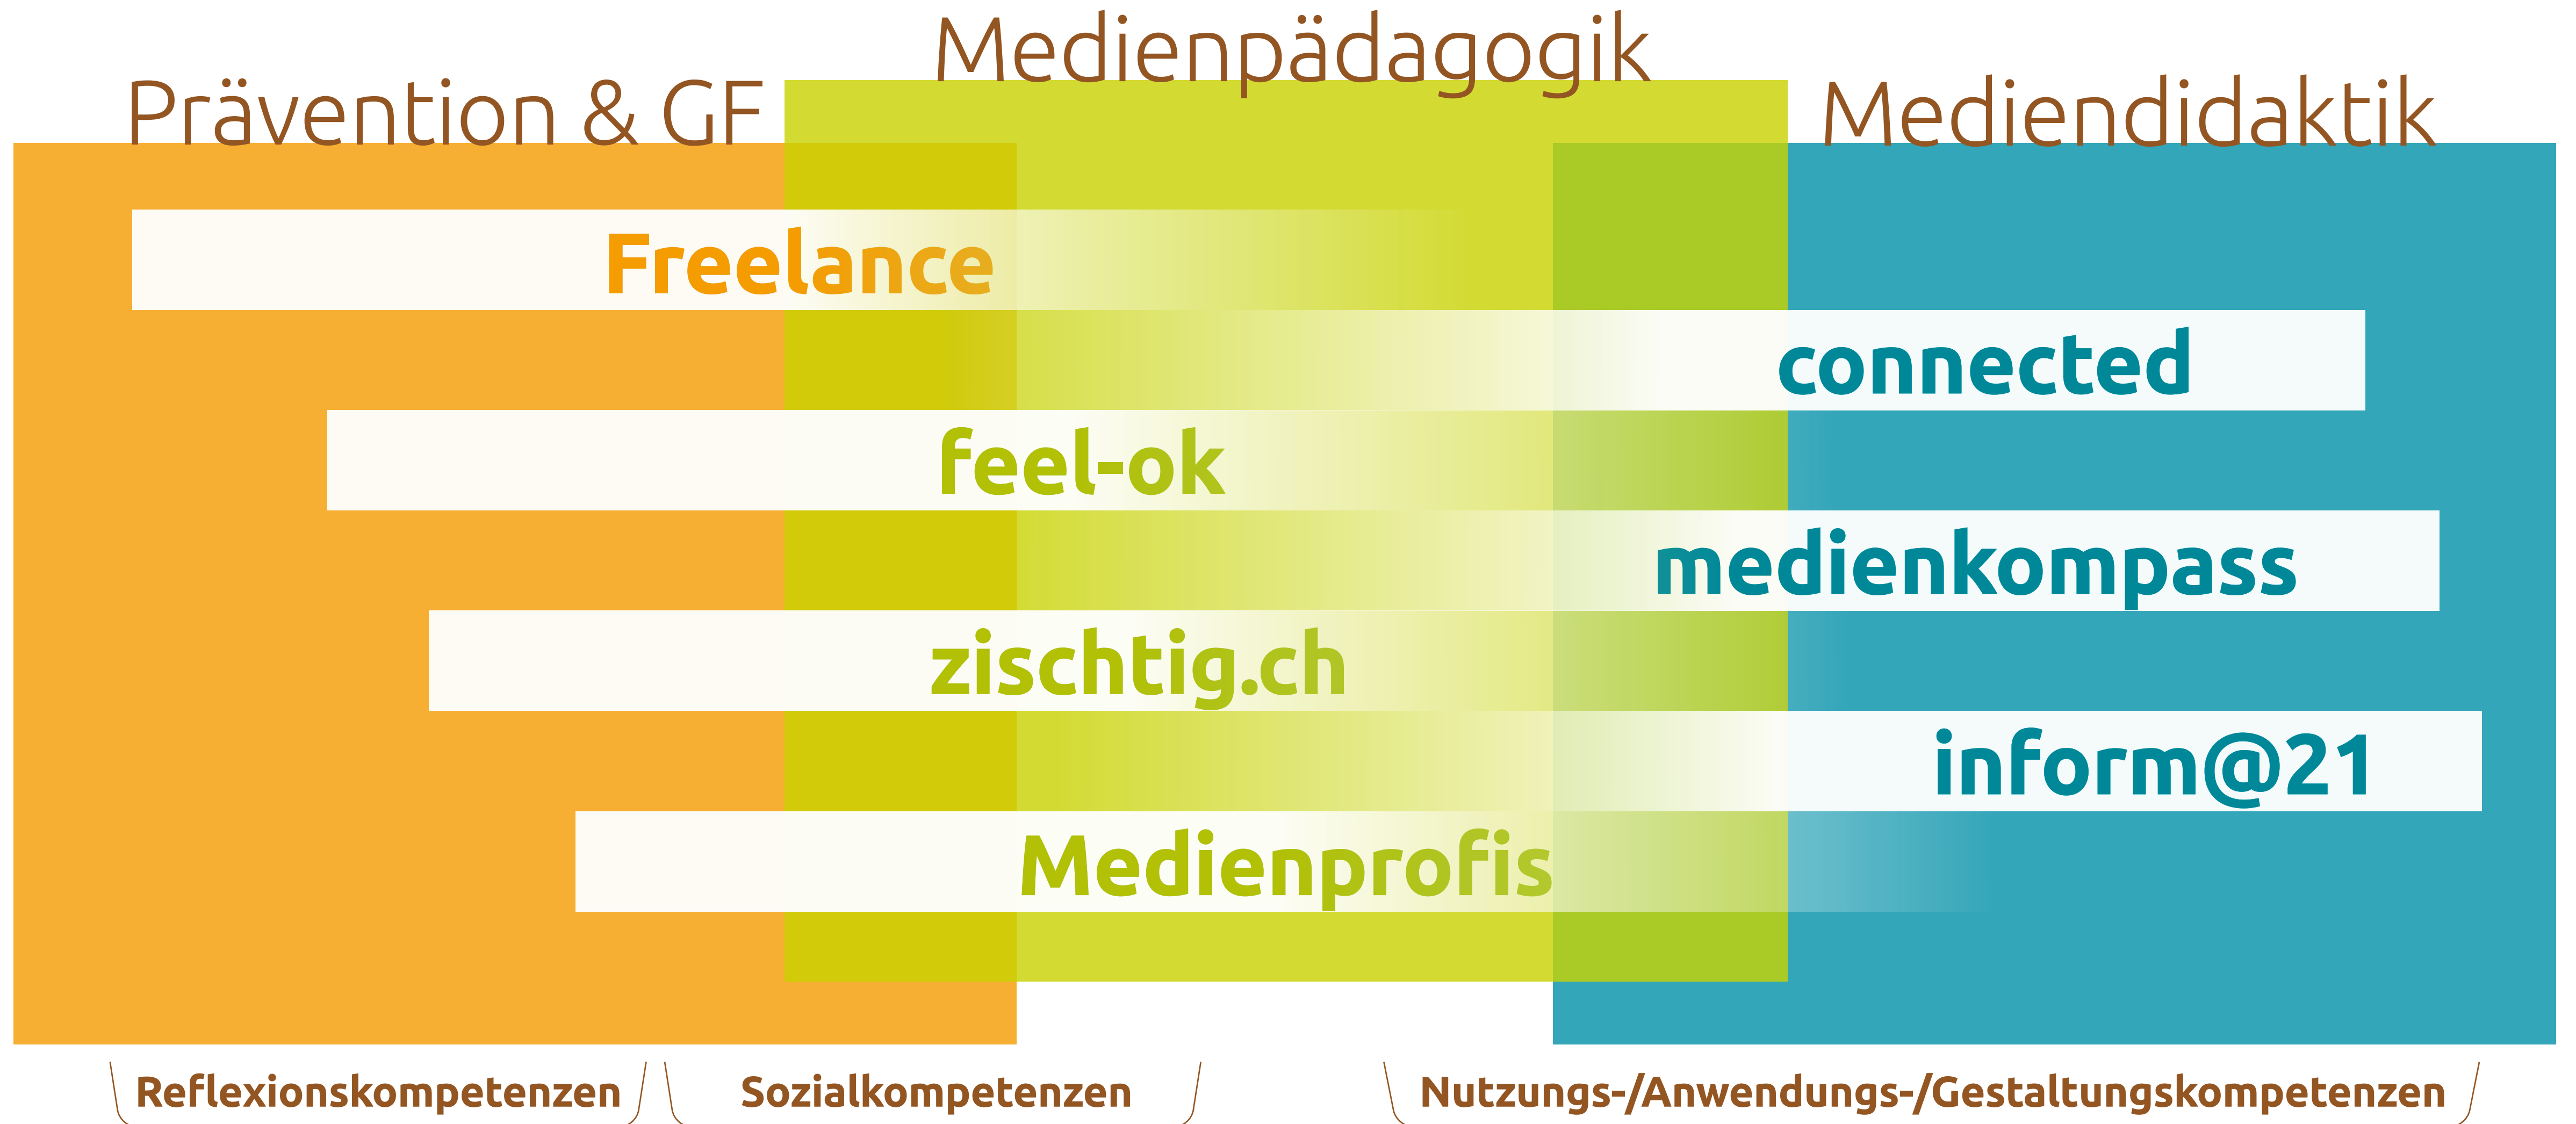 Medienpädagogik
Prävention & GF
Mediendidaktik
Freelance
connected
feel-ok
medienkompass
zischtig.ch
inform@21
Medienprofis
Reflexionskompetenzen
Sozialkompetenzen
Nutzungs-/Anwendungs-/Gestaltungskompetenzen